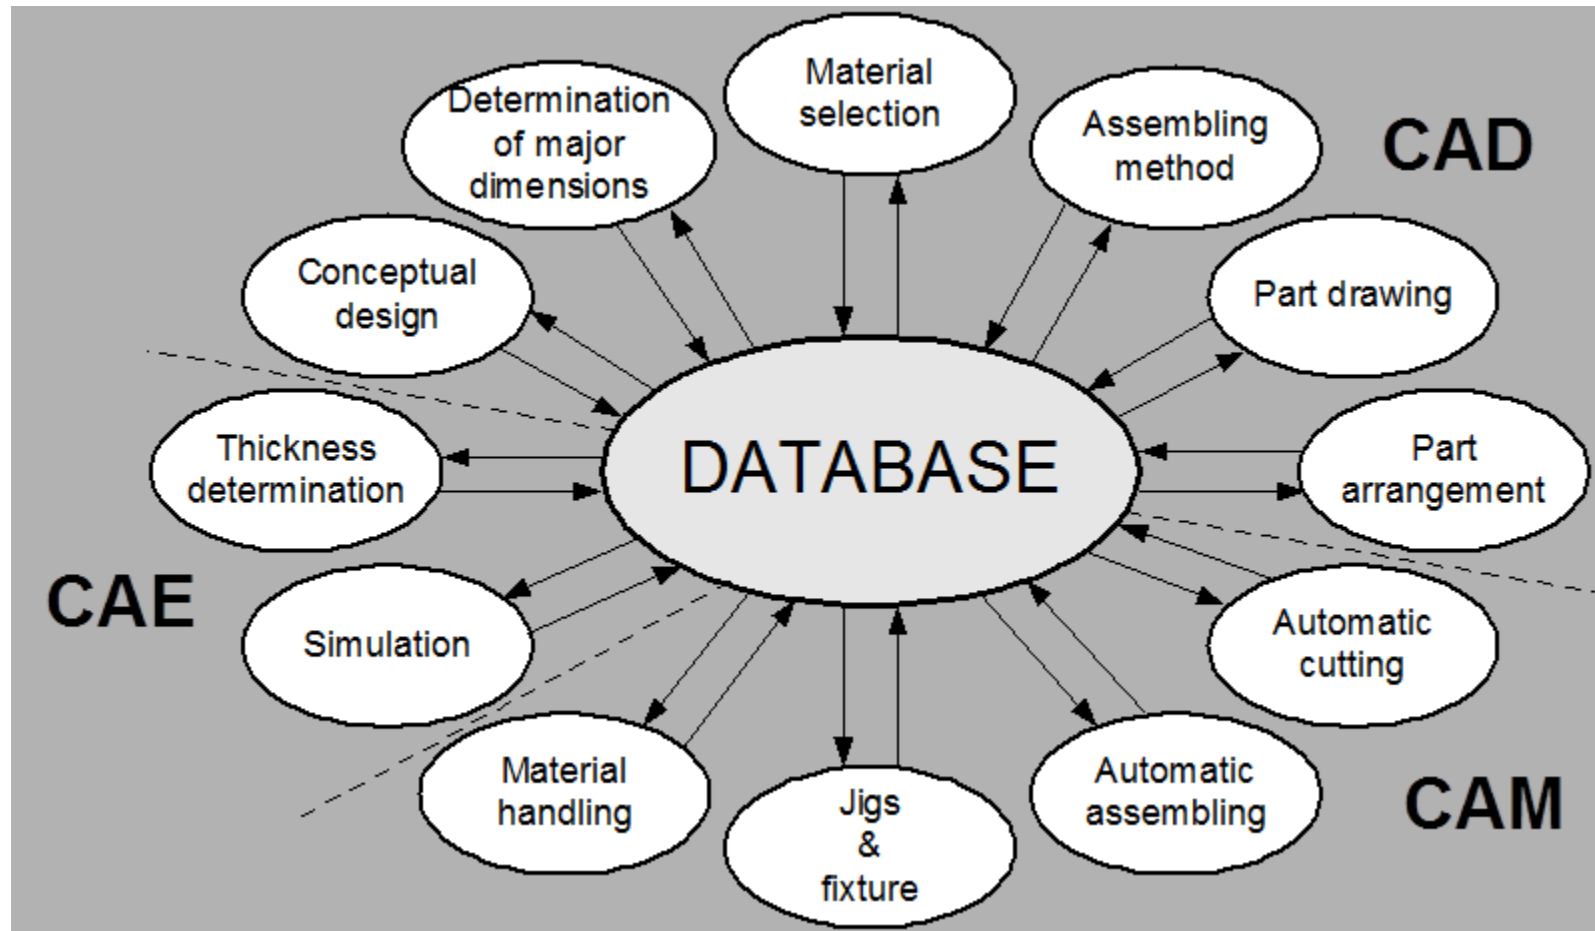 Material
selection
Determination
of major
dimensions
Assembling
method
CAD
Conceptual
design
Part drawing
DATABASE
Thickness
determination
Part
arrangement
CAE
Simulation
Automatic
cutting
Material
handling
Jigs
&
fixture
Automatic
assembling
CAM